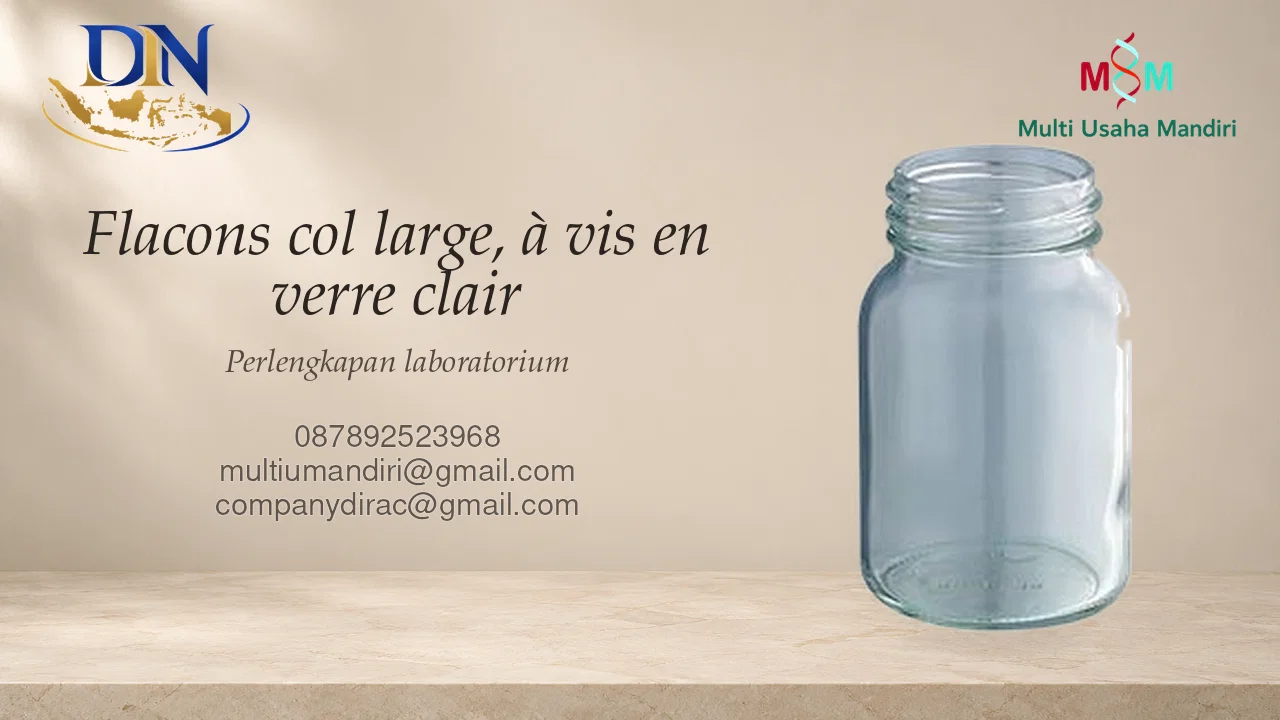 DIN
M M
Multi Usaha Mandiri
Flacons col large, à vis en
verre clair
Perlengkapan laboratorium
087892523968
multiumandiri@gmail.com
companydirac@gmail.com